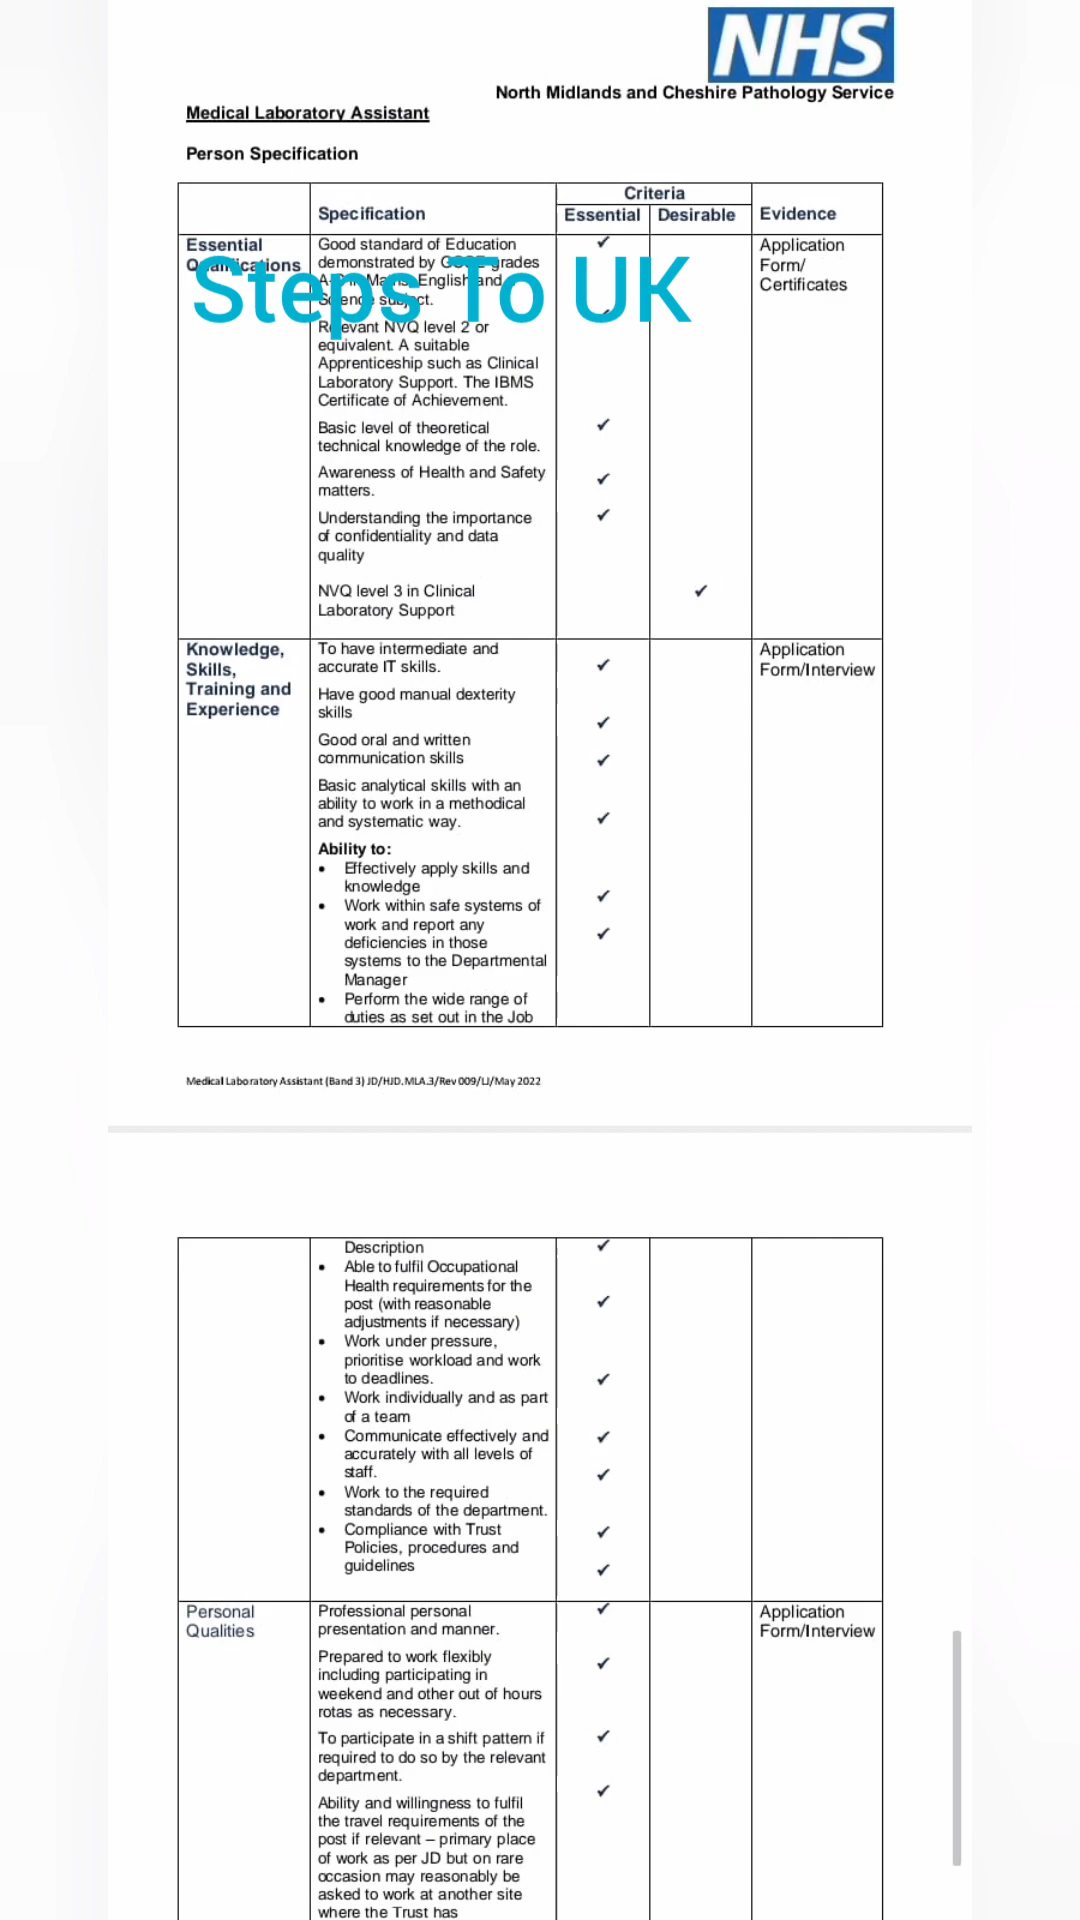 NHS
North Midlands and Cheshire Pathology Service
Medical Laboratory Assistant
Person Specification
Criteria
Specification Essential Desirable Evidence
Essential
Qualifications
Good standard of Education
demonstrated by GCSE grades
Maths, English and
Science subject.
Relevant NVQ level 2 or
equivalent. A suitable
Apprenticeship such as Clinical
Laboratory Support. The IBMS
Certificate of Achievement.
Basic level of theoretical
technical knowledge of the role.
Awareness of Health and Safety
matters.
Understanding the importance
of confidentiality and data
quality
NVQ level 3 in Clinical
Laboratory Support
Application
Form/
Certificates
Steps To UK
Knowledge,
Skills,
Training and
Experience
To have intermediate and
accurate IT skills.
Have good manual dexterity
skills
Good oral and written
communication skills
Basic analytical skills with an
ability to work in a methodical
and systematic way.
Ability to:
• Effectively apply skills and
knowledge
• Work within safe systems of
work and report any
deficiencies in those
systems to the Departmental
Manager
• Perform the wide range of
duties as set out in the Job
Application
Form/Interview
Medical Laboratory Assistant (Band 3) JD/HJD.MLA.3/Rev 009/LJ/May 2022
Description
• Able to fulfil Occupational
Health requirements for the
post (with reasonable
adjustments if necessary)
• Work under pressure,
prioritise workload and work
to deadlines.
• Work individually and as part
of a team
• Communicate effectively and
accurately with all levels of
staff.
• Work to the required
standards of the department.
• Compliance with Trust
Policies, procedures and
guidelines
Personal
Qualities
Professional personal
presentation and manner.
Prepared to work flexibly
including participating in
weekend and other out of hours
rotas as necessary.
To participate in a shift pattern if
required to do so by the relevant
department.
Ability and willingness to fulfil
the travel requirements of the
post if relevant – primary place
of work as per JD but on rare
occasion may reasonably be
asked to work at another site
where the Trust has
Application
Form/Interview